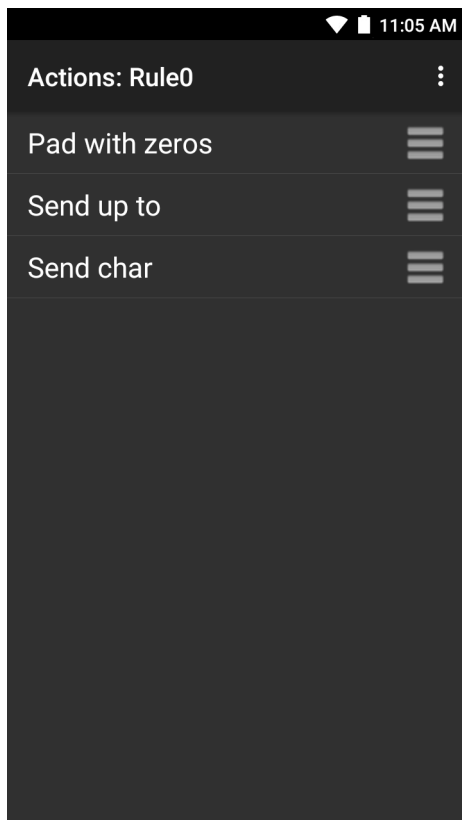 11:05 AM
Actions: Rule0
Pad with zeros
Send up to
Send char